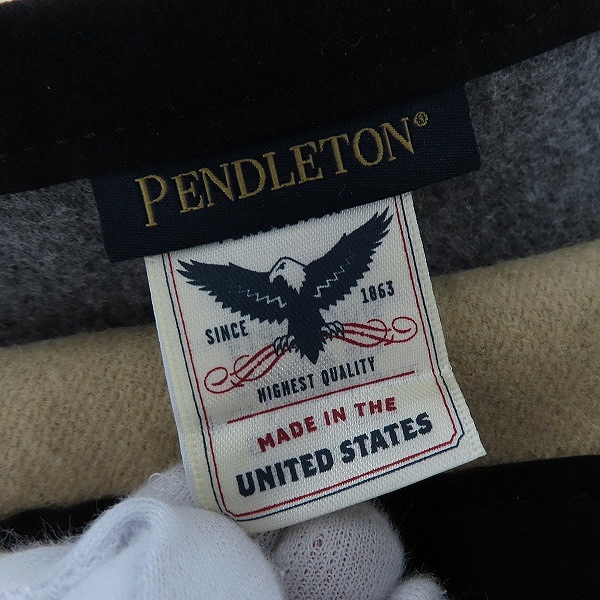 PENDLETON®
SINCE 1863
HIGHEST QUALITY
MADE IN THE
UNITED STATES